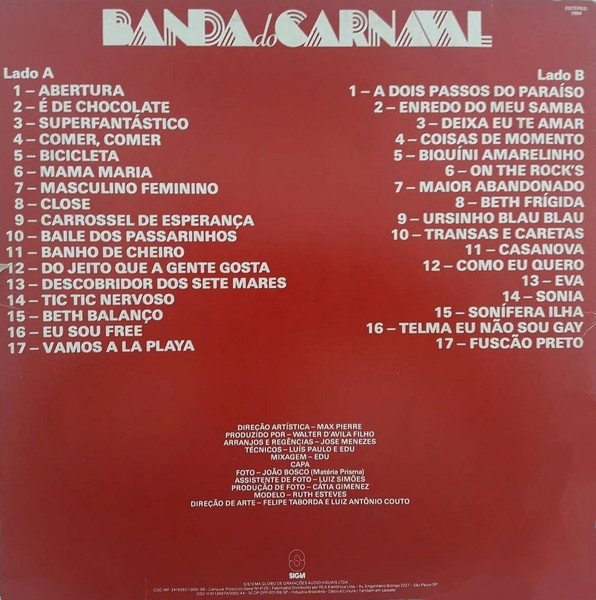 BANDA do CARNAVAL
ESTÉREO
Lado A
1 – ABERTURA
2 – É DE CHOCOLATE
3 – SUPERFANTÁSTICO
4 – COMER, COMER
5 – BICICLETA
6 – MAMA MARIA
7 – MASCULINO FEMININO
8 – CLOSE
9 – CARROSSEL DE ESPERANÇA
10 – BAILE DOS PASSARINHOS
11 – BANHO DE CHEIRO
12 – DO JEITO QUE A GENTE GOSTA
13 – DESCOBRIDOR DOS SETE MARES
14 – TIC TIC NERVOSO
15 – BETH BALANÇO
16 – EU SOU FREE
17 – VAMOS A LA PLAYA
Lado B
1 – A DOIS PASSOS DO PARAÍSO
2 – ENREDO DO MEU SAMBA
3 – DEIXA EU TE AMAR
4 – COISAS DE MOMENTO
5 – BIQUÍNI AMARELINHO
6 – ON THE ROCK'S
7 – MAIOR ABANDONADO
8 – BETH FRÍGIDA
9 – URSINHO BLAU BLAU
10 – TRANSAS E CARETAS
11 – CASANOVA
12 – COMO EU QUERO
13 – EVA
14 – SONIA
15 – SONÍFERA ILHA
16 – TELMA EU NÃO SOU GAY
17 – FUSCÃO PRETO
DIREÇÃO ARTÍSTICA – MAX PIERRE
PRODUZIDO POR – WALTER D'AVILA FILHO
ARRANJOS E REGÊNCIAS – JOSE MENEZES
TÉCNICOS – LUÍS PAULO E EDU
MIXAGEM – EDU
CAPA
FOTO – JOÃO BOSCO (Matéria Prisma)
ASSISTENTE DE FOTO – LUIZ SIMÕES
PRODUÇÃO DE FOTO – CÁTIA GIMENEZ
MODELO – RUTH ESTEVES
DIREÇÃO DE ARTE – FELIPE TABORDA E LUIZ ANTÔNIO COUTO
SIGLA
SISTEMA GLOBO DE GRAVAÇÕES AUDIO VISUAIS LTDA